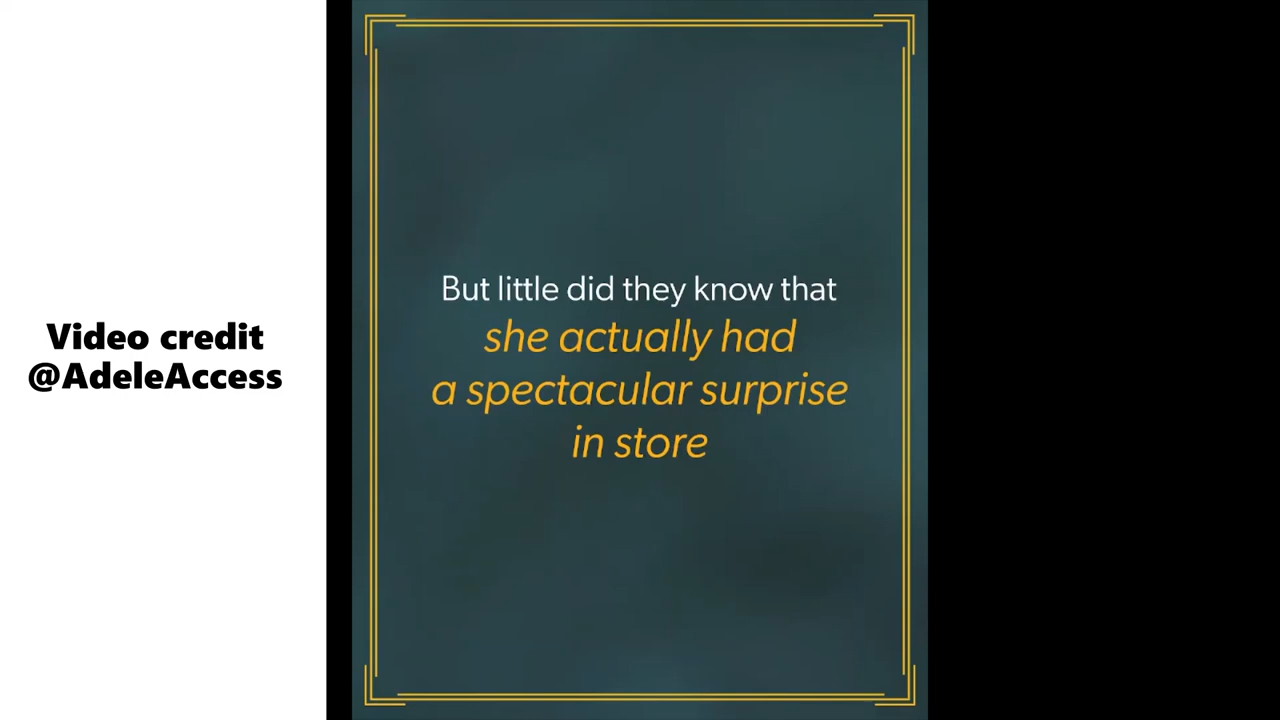 Video credit
@AdeleAccess
But little did they know that
she actually had
a spectacular surprise
in store